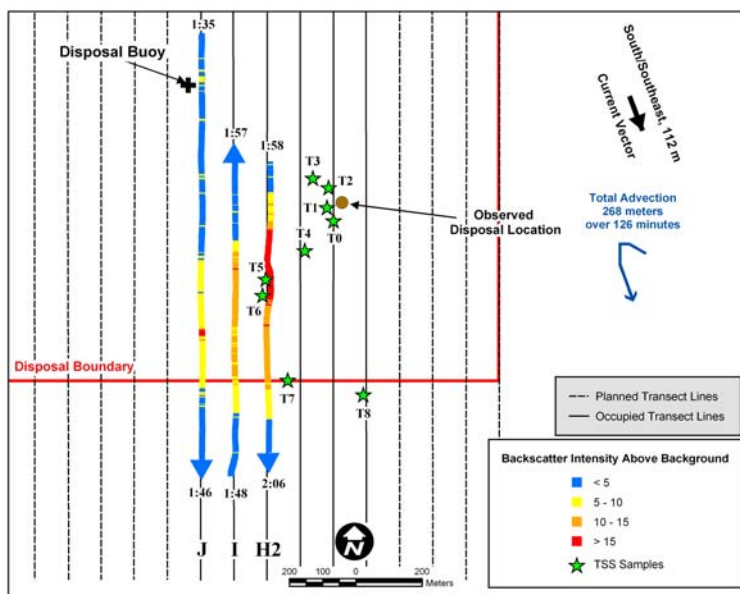 1:35
Disposal Buoy
1:57
1:58
T3
T2
T1
T0
T4
T5
T6
Observed
Disposal Location
South/Southeast, 112 m
Current Vector
Total Advection
268 meters
over 126 minutes
Disposal Boundary
T7
T8
1:46
1:48
2:06
J I H2
N
200 100 0 200
Meters
Planned Transect Lines
Occupied Transect Lines
Backscatter Intensity Above Background
< 5
5 - 10
10 - 15
> 15
TSS Samples